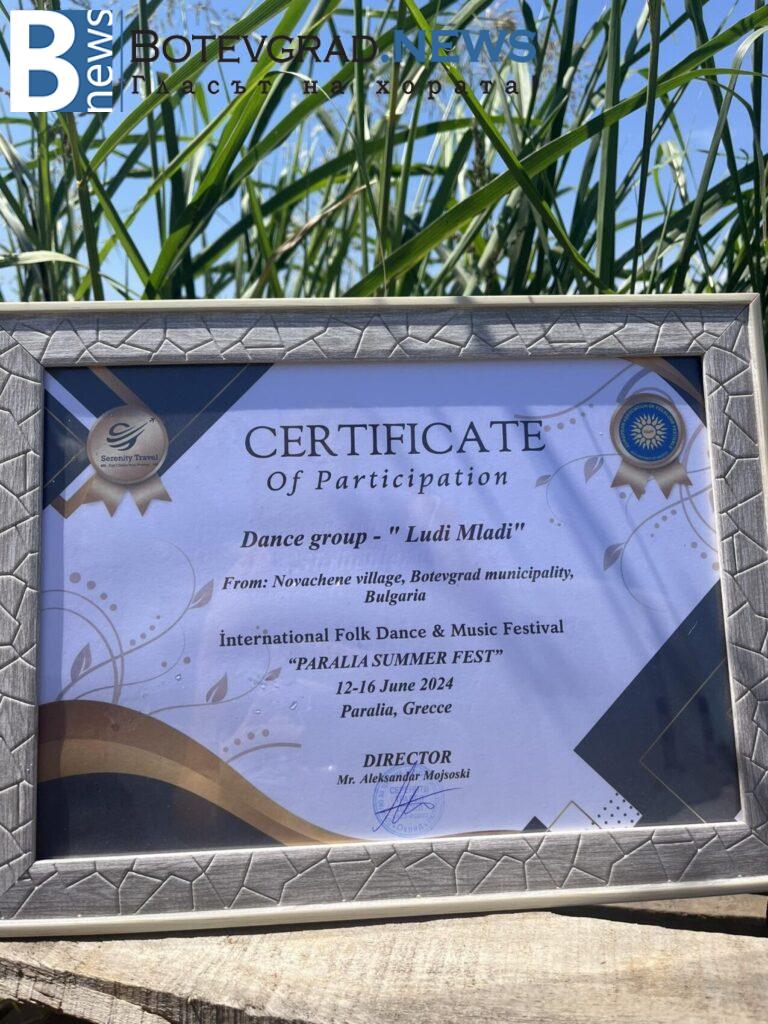 B news
BOTEVGRAD.NEWS
Гласът на хората!
Serenity Travel
CERTIFICATE
Of Participation
Dance group - " Ludi Mladi"
From: Novachene village, Botevgrad municipality,
Bulgaria
İnternational Folk Dance & Music Festival
“PARALIA SUMMER FEST”
12-16 June 2024
Paralia, Grecce
DIRECTOR
Mr. Aleksandar Mojsoski